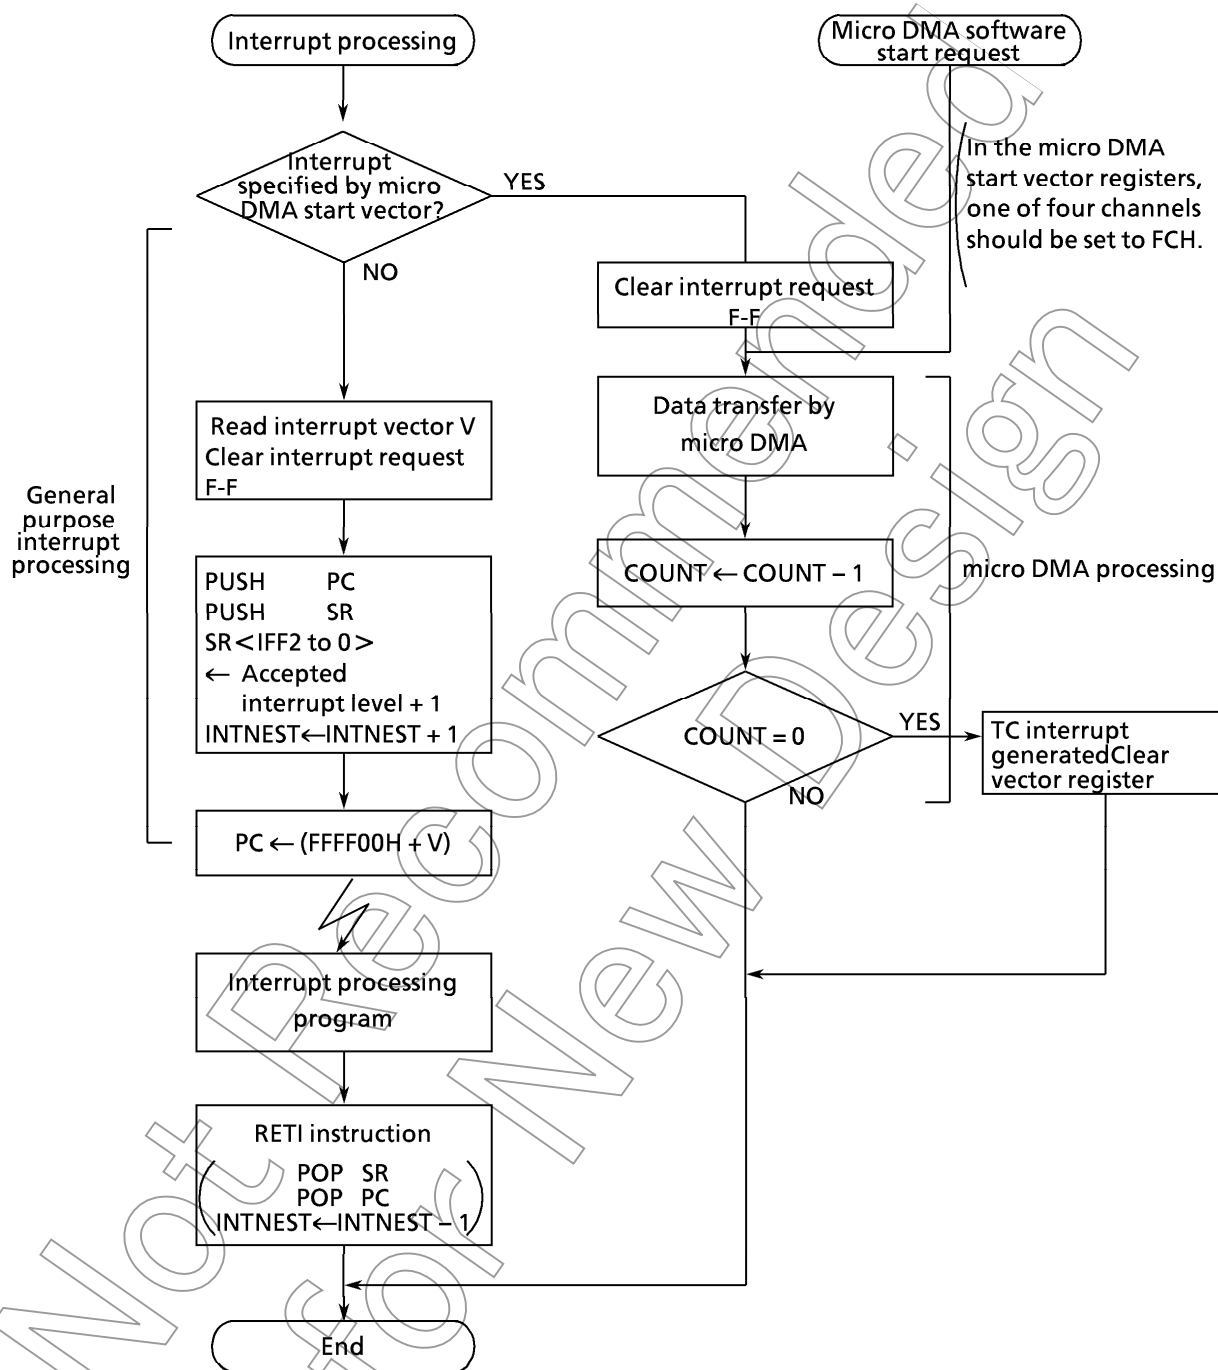 Interrupt processing
Micro DMA software
start request
Interrupt
specified by micro
DMA start vector?
YES
NO
In the micro DMA
start vector registers,
one of four channels
should be set to FCH.
Clear interrupt request
F-F
Data transfer by
micro DMA
Read interrupt vector V
Clear interrupt request
F-F
General
purpose
interrupt
processing
PUSH PC
PUSH SR
SR<IFF2 to 0>
← Accepted
interrupt level + 1
INTNEST←INTNEST + 1
COUNT ← COUNT – 1
micro DMA processing
COUNT = 0
YES
NO
TC interrupt
generatedClear
vector register
PC ← (FFFF00H + V)
Interrupt processing
program
RETI instruction
POP SR
POP PC
INTNEST←INTNEST – 1
End
Not Recommended
for New Design